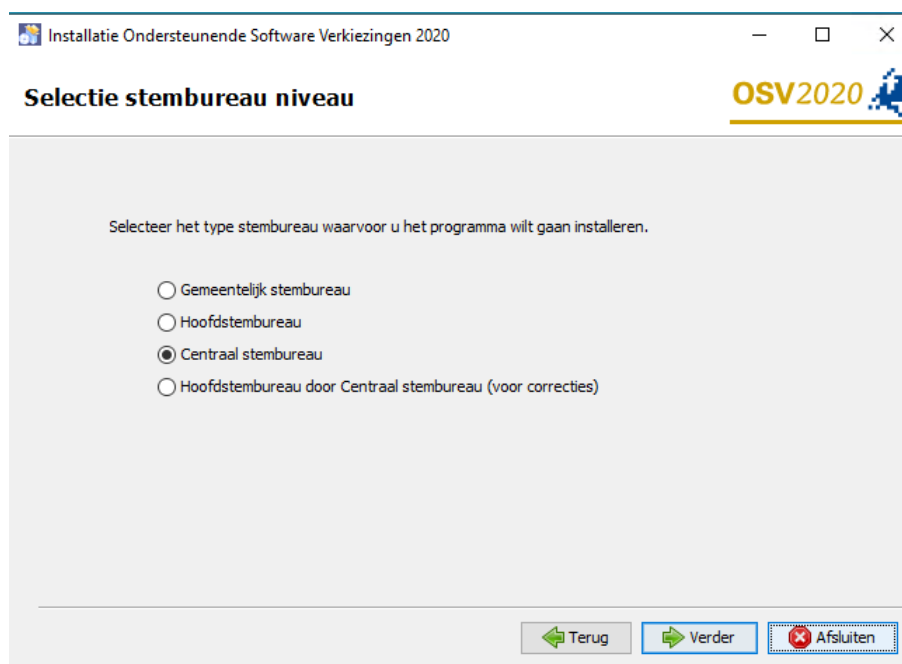 Installatie Ondersteunende Software Verkiezingen 2020
Selectie stembureau niveau
OSV2020
Selecteer het type stembureau waarvoor u het programma wilt gaan installeren.
Gemeentelijk stembureau
Hoofdstembureau
Centraal stembureau
Hoofdstembureau door Centraal stembureau (voor correcties)
Terug Verder Afsluiten